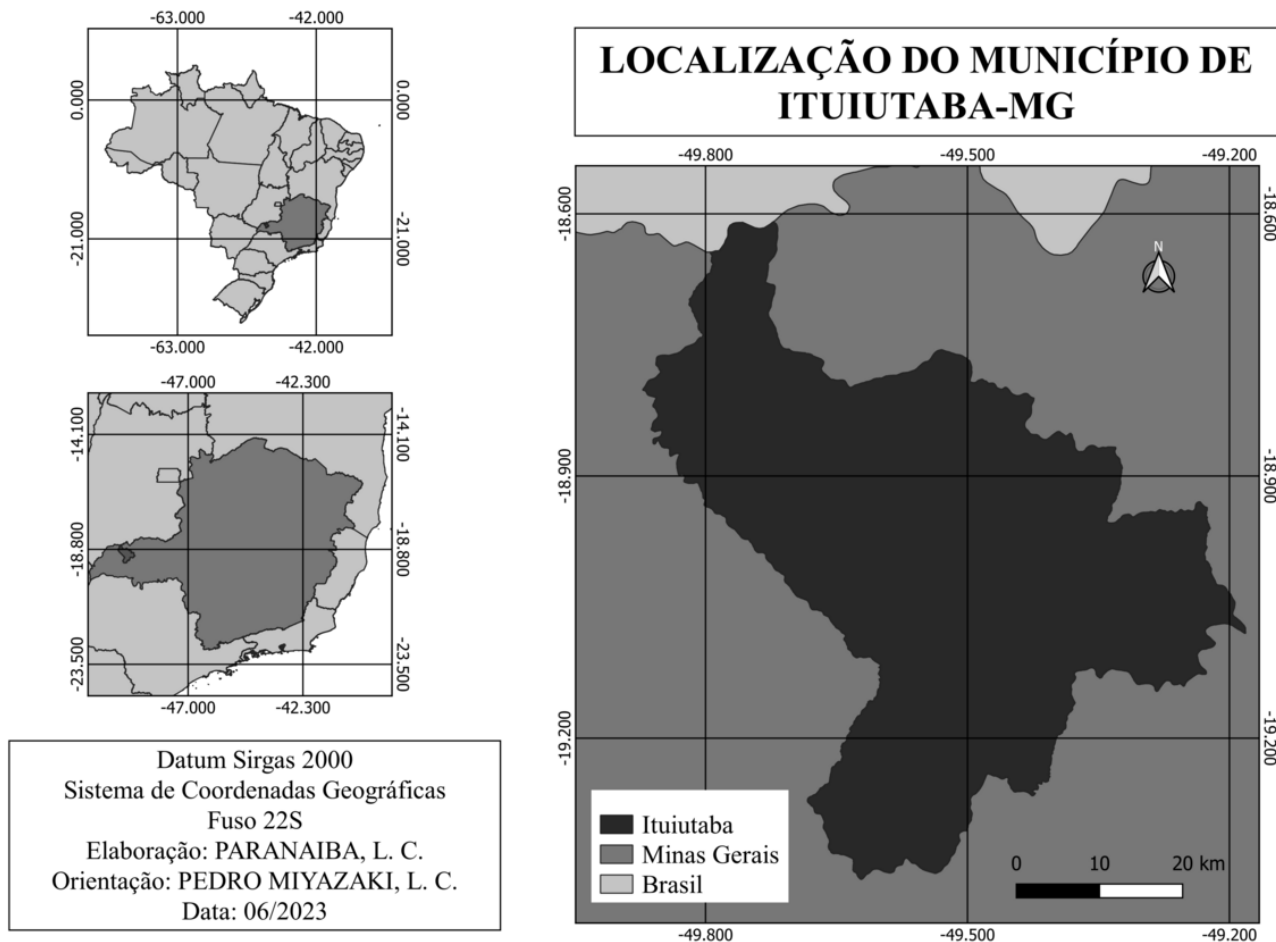 LOCALIZAÇÃO DO MUNICÍPIO DE
ITUIUTABA-MG
-63.000 -42.000
0.000 0.000
-21.000 -21.000
-63.000 -42.000
-47.000 -42.300
-14.100 -14.100
-18.800 -18.800
-23.500 -23.500
-47.000 -42.300
Datum Sirgas 2000
Sistema de Coordenadas Geográficas
Fuso 22S
Elaboração: PARANAIBA, L. C.
Orientação: PEDRO MIYAZAKI, L. C.
Data: 06/2023
-49.800 -49.500 -49.200
-18.600 -18.600
N
-18.900 -18.900
-19.200 -19.200
Ituiutaba
Minas Gerais
Brasil
0 10 20 km
-49.800 -49.500 -49.200